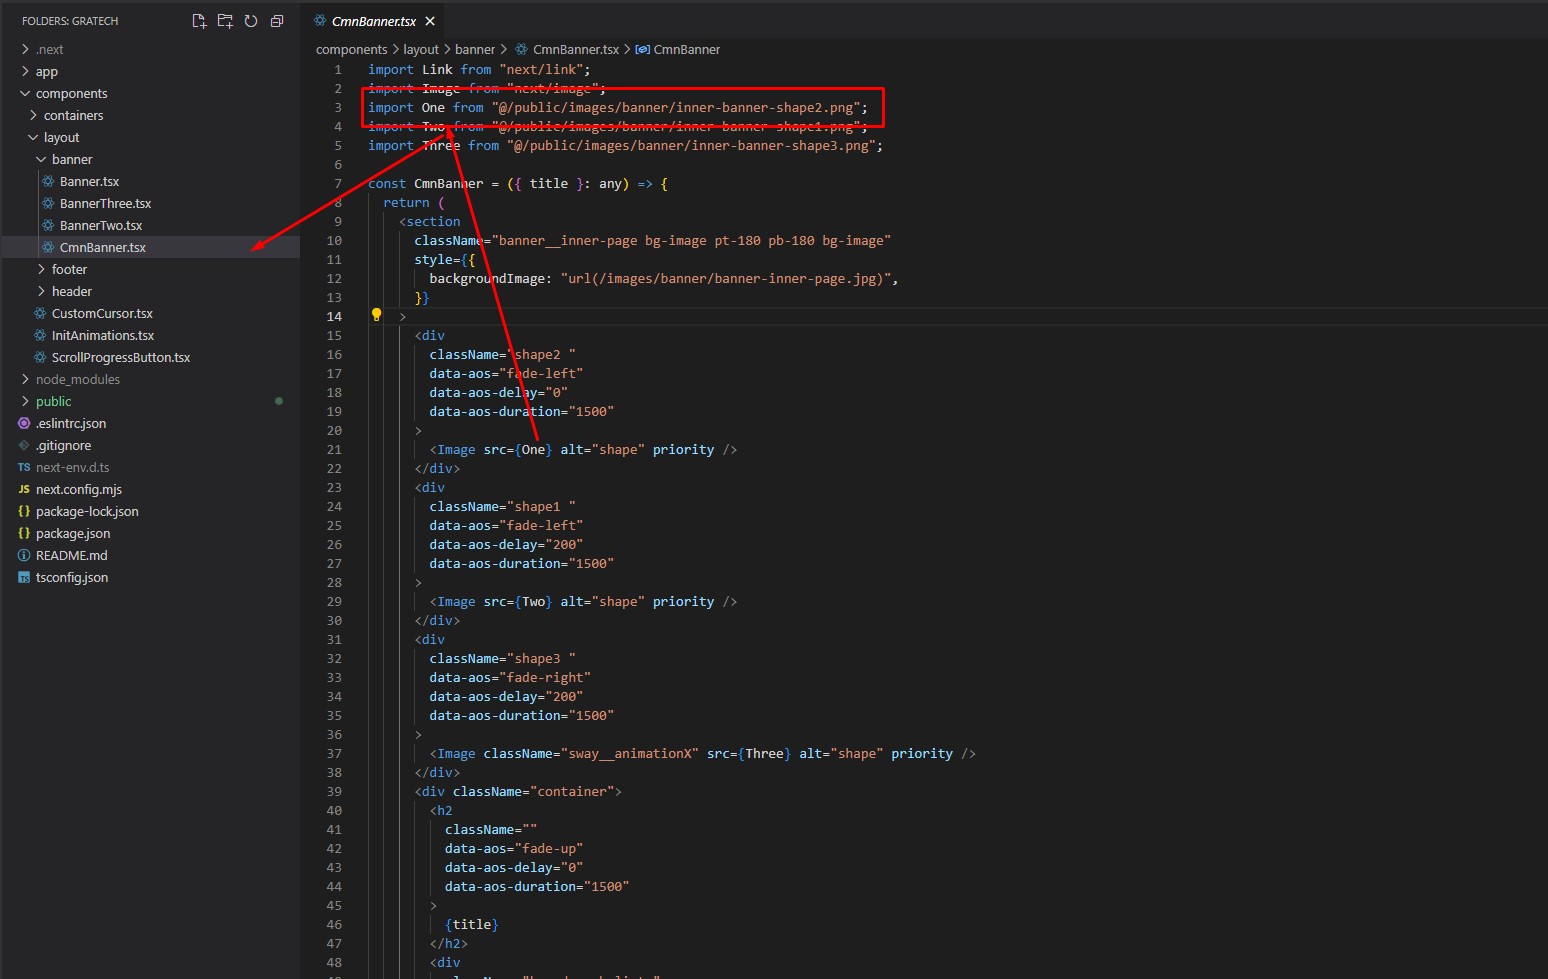 FOLDERS: GRATECH
.next
app
components
containers
layout
banner
Banner.tsx
BannerThree.tsx
BannerTwo.tsx
CmnBanner.tsx
footer
header
CustomCursor.tsx
InitAnimations.tsx
ScrollProgressButton.tsx
node_modules
public
.eslintrc.json
.gitignore
TS next-env.d.ts
JS next.config.mjs
{} package-lock.json
{} package.json
README.md
TS tsconfig.json
CmnBanner.tsx
components > layout > banner > CmnBanner.tsx > CmnBanner
1 import Link from "next/link";
2 import Image from "next/image";
3 import One from "@/public/images/banner/inner-banner-shape2.png";
4 import Two from "@/public/images/banner/inner-banner-shape1.png";
5 import Three from "@/public/images/banner/inner-banner-shape3.png";
6
7 const CmnBanner = ({ title }: any) => {
8 return (
9 <section
10 className="banner__inner-page bg-image pt-180 pb-180 bg-image"
11 style={{
12 backgroundImage: "url(/images/banner/banner-inner-page.jpg)",
13 }}
14 >
15 <div
16 className="shape2 "
17 data-aos="fade-left"
18 data-aos-delay="0"
19 data-aos-duration="1500"
20 >
21 <Image src={One} alt="shape" priority />
22 </div>
23 <div
24 className="shape1 "
25 data-aos="fade-left"
26 data-aos-delay="200"
27 data-aos-duration="1500"
28 >
29 <Image src={Two} alt="shape" priority />
30 </div>
31 <div
32 className="shape3 "
33 data-aos="fade-right"
34 data-aos-delay="200"
35 data-aos-duration="1500"
36 >
37 <Image className="sway__animationX" src={Three} alt="shape" priority />
38 </div>
39 <div className="container">
40 <h2
41 className=""
42 data-aos="fade-up"
43 data-aos-delay="0"
44 data-aos-duration="1500"
45 >
46 {title}
47 </h2>
48 <div